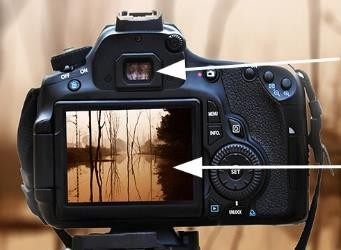 OFF ON
MENU
INFO.
Q
SET
UNLOCK